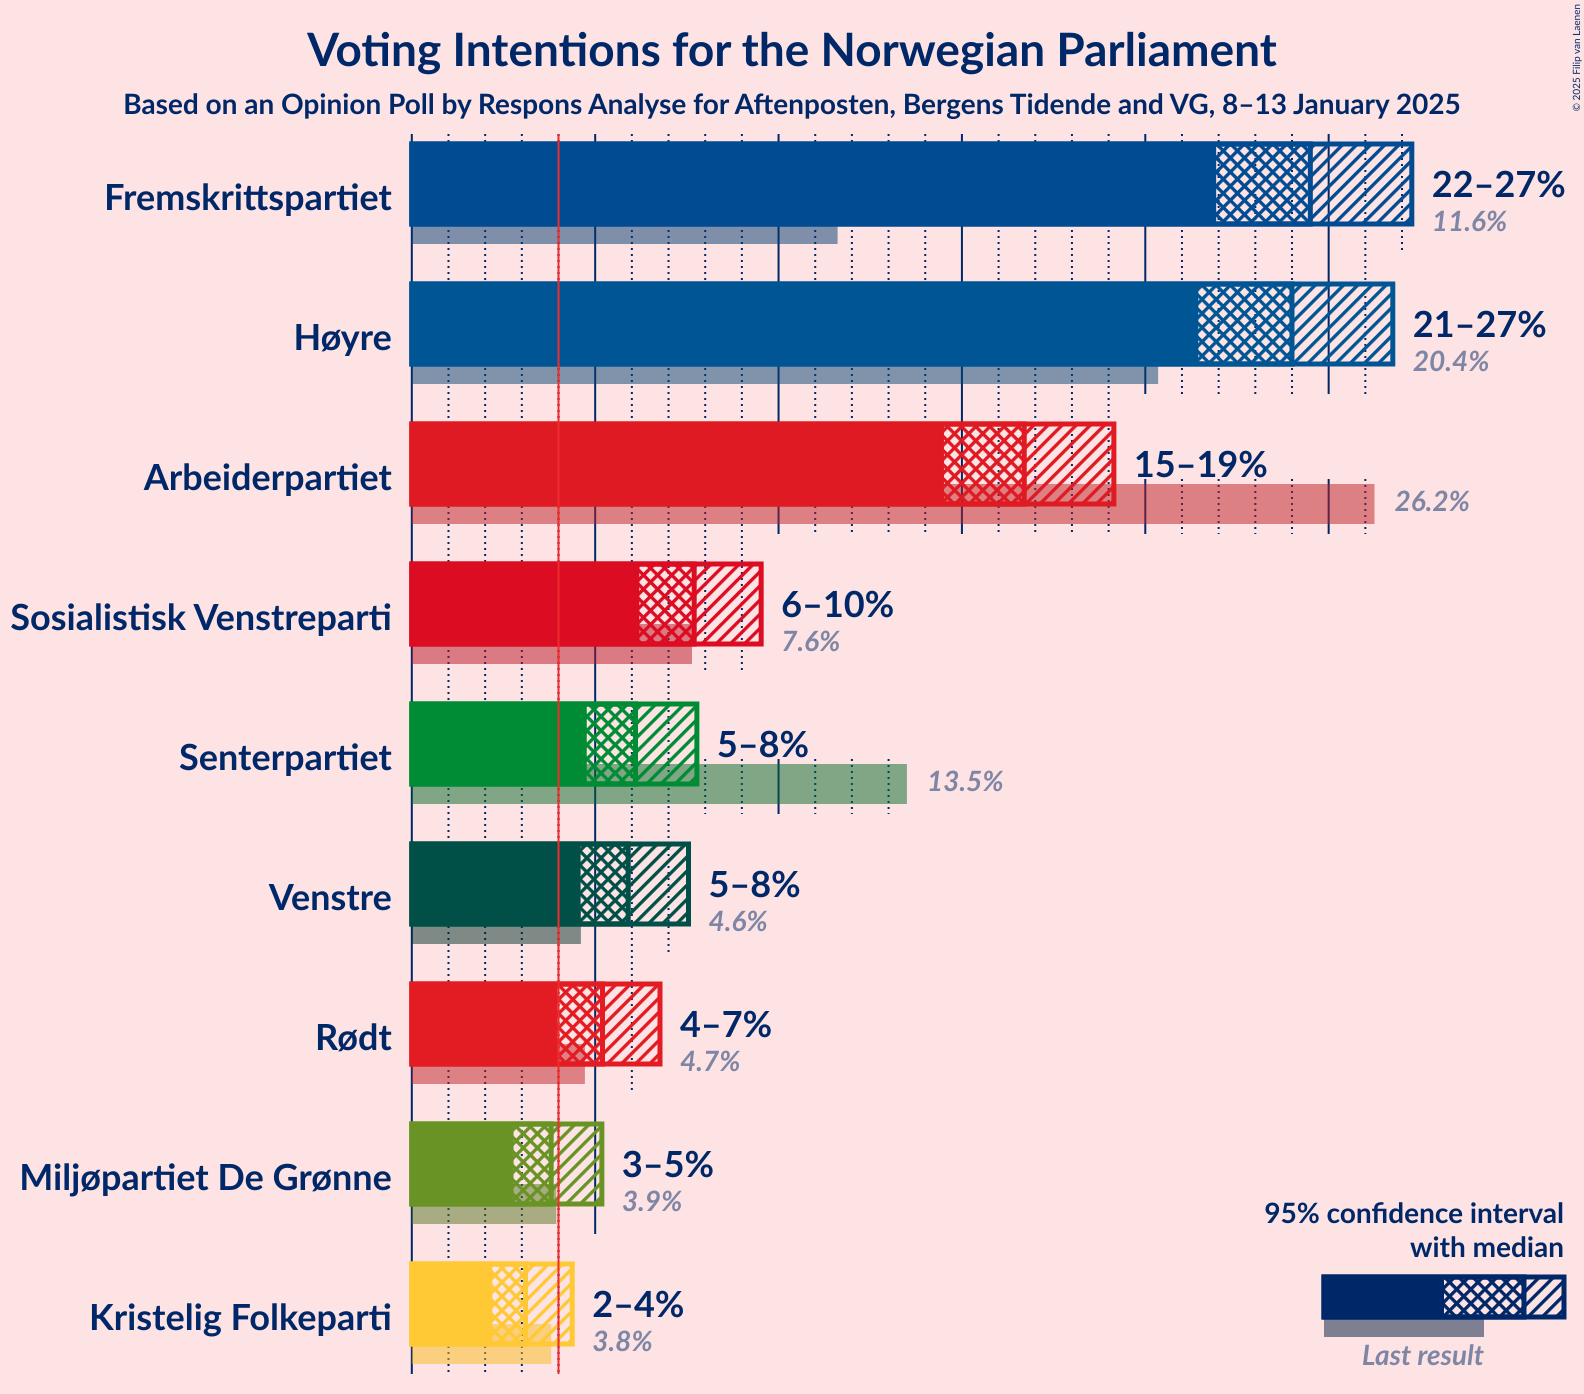 Voting Intentions for the Norwegian Parliament
Based on an Opinion Poll by Respons Analyse for Aftenposten, Bergens Tidende and VG, 8–13 January 2025
© 2025 Filip van Laenen
Fremskrittspartiet
22–27%
11.6%
Høyre
21–27%
20.4%
Arbeiderpartiet
15–19%
26.2%
Sosialistisk Venstreparti
6–10%
7.6%
Senterpartiet
5–8%
13.5%
Venstre
5–8%
4.6%
Rødt
4–7%
4.7%
Miljøpartiet De Grønne
3–5%
3.9%
Kristelig Folkeparti
2–4%
3.8%
95% confidence interval
with median
Last result